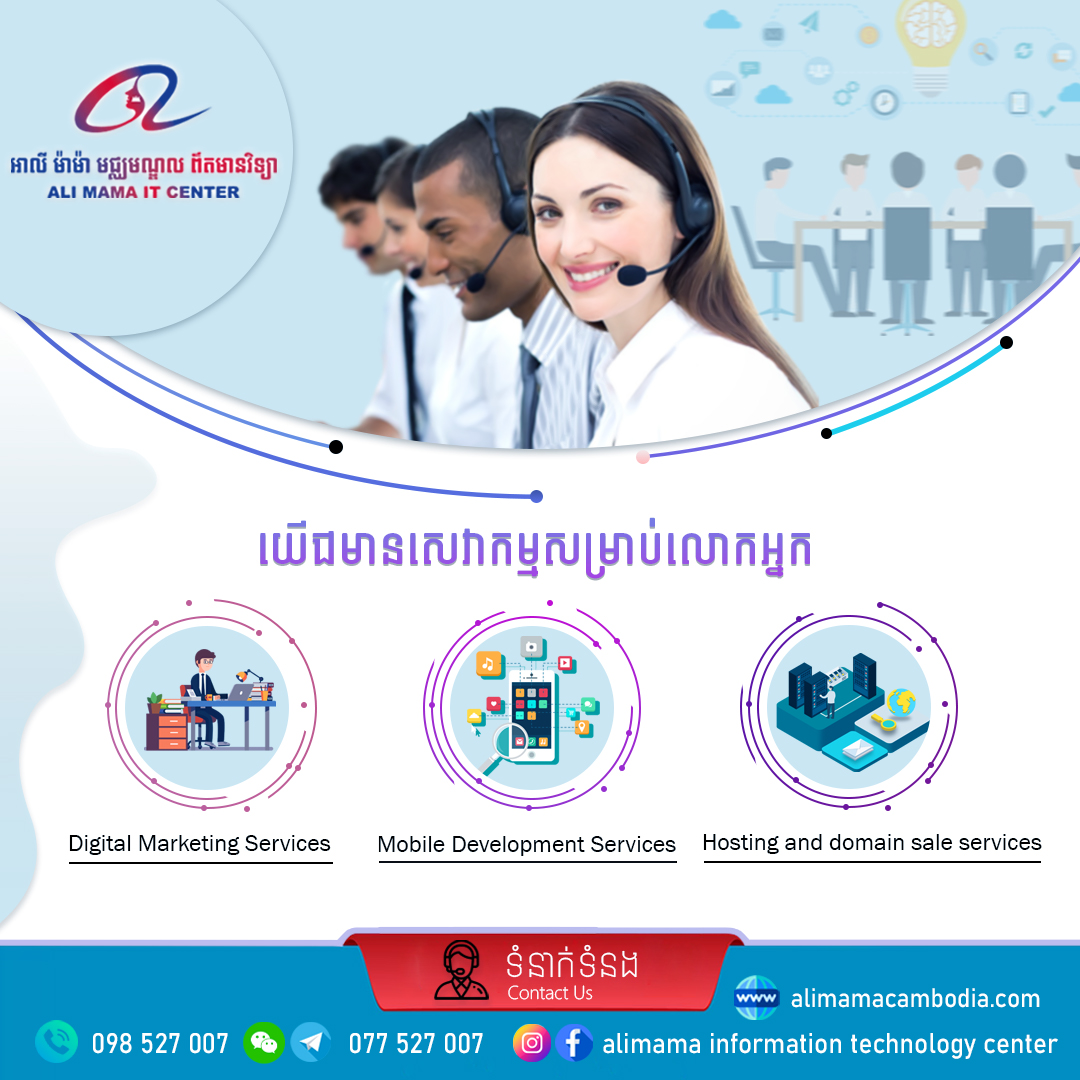 អាលី ម៉ាម៉ា មជ្ឈមណ្ឌល ព័តមានវិទ្យា
ALI MAMA IT CENTER
យើងមានសេវាកម្មសម្រាប់លោកអ្នក
Digital Marketing Services
Mobile Development Services
Hosting and domain sale services
ទំនាក់ទំនង
Contact Us
www alimamacambodia.com
098 527 007
077 527 007
alimama information technology center